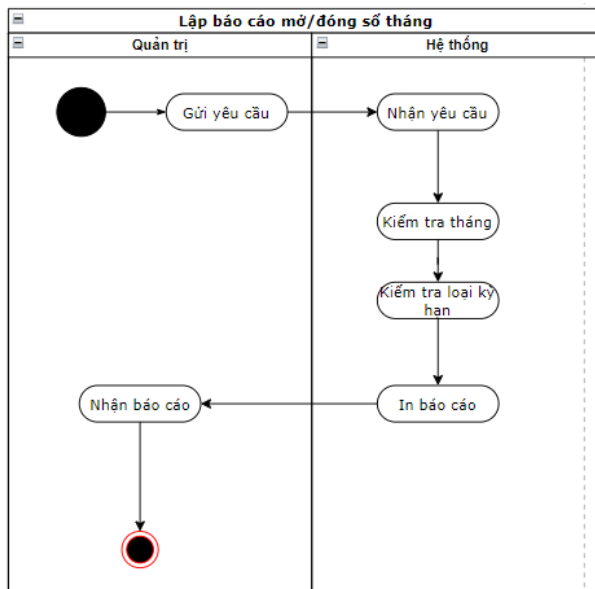 Lập báo cáo mở/đóng sổ tháng
Quản trị
Hệ thống
Gửi yêu cầu
Nhận yêu cầu
Kiểm tra tháng
Kiểm tra loại kỳ
hạn
Nhận báo cáo
In báo cáo